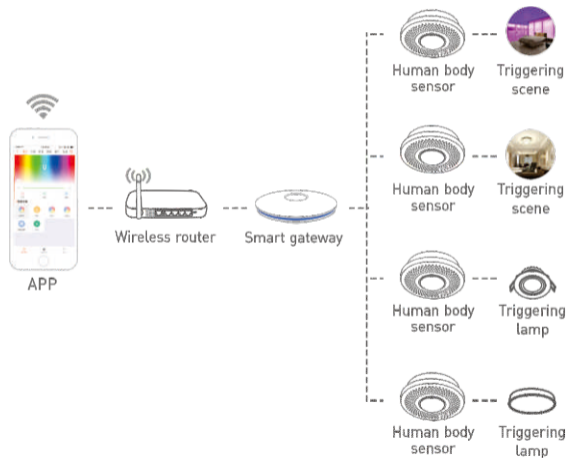 Human body
sensor
Triggering
scene
Human body
sensor
Triggering
scene
APP
Wireless router
Smart gateway
Human body
sensor
Triggering
lamp
Human body
sensor
Triggering
lamp